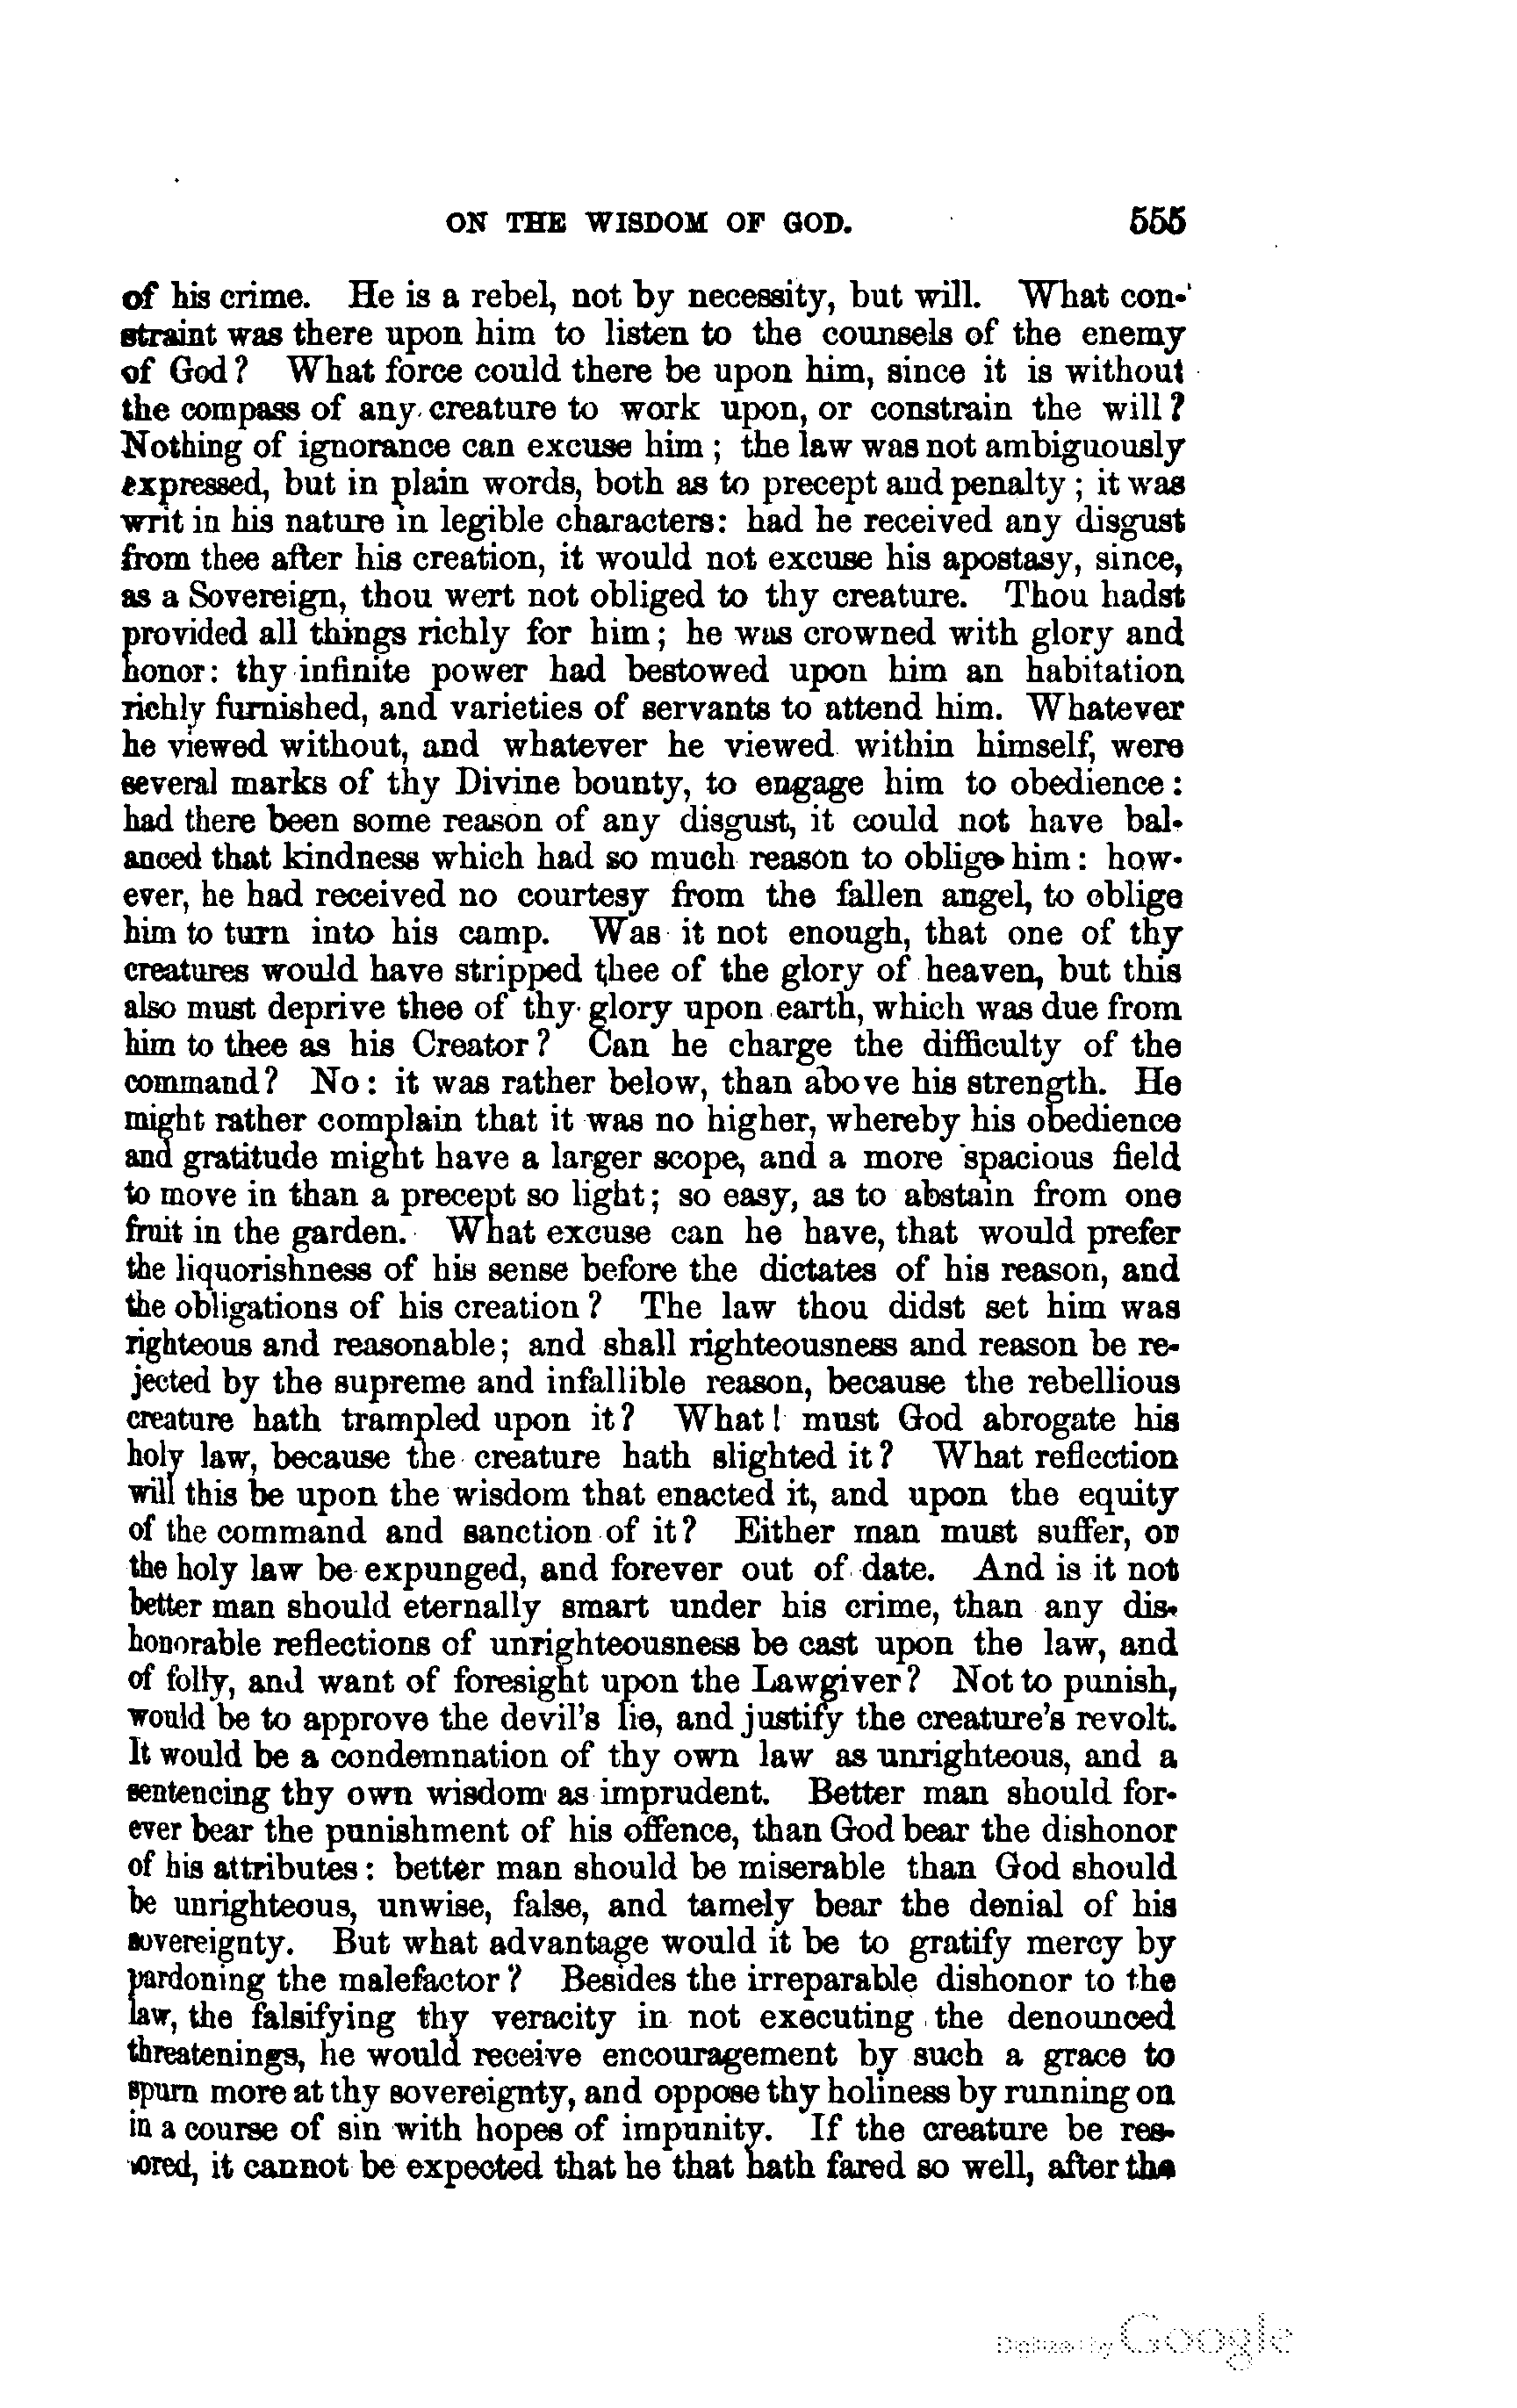 ON THE WISDOM OF GOD. 555
of his crime. He is a rebel, not by necessity, but will. What con-
straint was there upon him to listen to the counsels of the enemy
of God? What force could there be upon him, since it is without
the compass of any creature to work upon, or constrain the will?
Nothing of ignorance can excuse him; the law was not ambiguously
expressed, but in plain words, both as to precept and penalty; it was
writ in his nature in legible characters: had he received any disgust
from thee after his creation, it would not excuse his apostasy, since,
as a Sovereign, thou wert not obliged to thy creature. Thou hadst
provided all things richly for him; he was crowned with glory and
honor: thy infinite power had bestowed upon him an habitation
richly furnished, and varieties of servants to attend him. Whatever
he viewed without, and whatever he viewed within himself, were
several marks of thy Divine bounty, to engage him to obedience:
had there been some reason of any disgust, it could not have bal-
anced that kindness which had so much reason to oblige him: how-
ever, he had received no courtesy from the fallen angel, to oblige
him to turn into his camp. Was it not enough, that one of thy
creatures would have stripped thee of the glory of heaven, but this
also must deprive thee of thy glory upon earth, which was due from
him to thee as his Creator? Can he charge the difficulty of the
command? No: it was rather below, than above his strength. He
might rather complain that it was no higher, whereby his obedience
and gratitude might have a larger scope, and a more spacious field
to move in than a precept so light; so easy, as to abstain from one
fruit in the garden. What excuse can he have, that would prefer
the liquorishness of his sense before the dictates of his reason, and
the obligations of his creation? The law thou didst set him was
righteous and reasonable; and shall righteousness and reason be re-
jected by the supreme and infallible reason, because the rebellious
creature hath trampled upon it? What! must God abrogate his
holy law, because the creature hath slighted it? What reflection
will this be upon the wisdom that enacted it, and upon the equity
of the command and sanction of it? Either man must suffer, or
the holy law be expunged, and forever out of date. And is it not
better man should eternally smart under his crime, than any dis-
honorable reflections of unrighteousness be cast upon the law, and
of folly, and want of foresight upon the Lawgiver? Not to punish,
would be to approve the devil's lie, and justify the creature's revolt.
It would be a condemnation of thy own law as unrighteous, and a
sentencing thy own wisdom as imprudent. Better man should for-
ever bear the punishment of his offence, than God bear the dishonor
of his attributes: better man should be miserable than God should
be unrighteous, unwise, false, and tamely bear the denial of his
sovereignty. But what advantage would it be to gratify mercy by
pardoning the malefactor? Besides the irreparable dishonor to the
law, the falsifying thy veracity in not executing the denounced
threatenings, he would receive encouragement by such a grace to
spurn more at thy sovereignty, and oppose thy holiness by running on
in a course of sin with hopes of impunity. If the creature be res-
tored, it cannot be expected that he that hath fared so well, after the
Digitized by Google